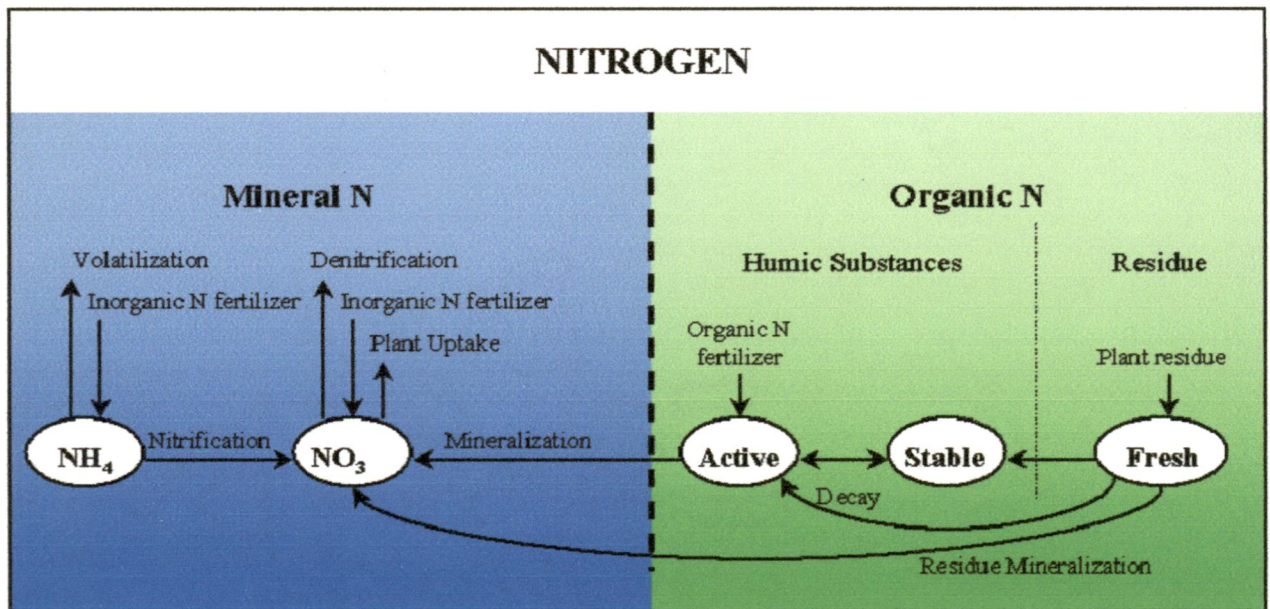 NITROGEN
Mineral N
Organic N
Volatilization
Denitrification
Humic Substances
Residue
Inorganic N fertilizer
Inorganic N fertilizer
Plant Uptake
Organic N
fertilizer
Plant residue
NH₄
Nitrification
NO₃
Mineralization
Active
Stable
Fresh
Decay
Residue Mineralization